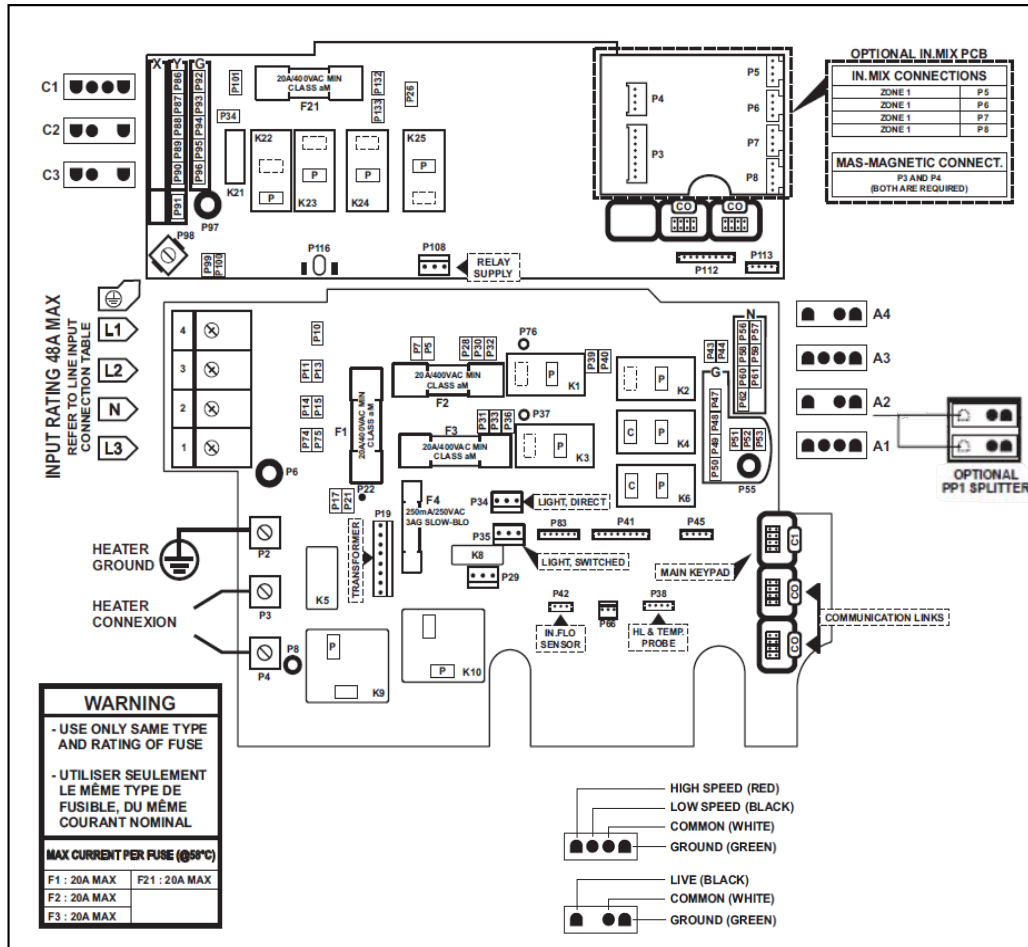 C1
C2
C3
X
Y
G
P86
P87
P88
P89
P90
P91
P92
P93
P94
P95
P96
P97
P98
P99
P100
P101
P34
20A/400VAC MIN
CLASS aM
F21
P132
P133
P26
K21
K22
P
K23
P
K24
P
K25
P
P116
P108
RELAY
SUPPLY
P4
P3
P5
P6
P7
P8
CO
CO
P112
P113
OPTIONAL IN.MIX PCB
IN.MIX CONNECTIONS
ZONE 1 P5
ZONE 1 P6
ZONE 1 P7
ZONE 1 P8
MAS-MAGNETIC CONNECT.
P3 AND P4
(BOTH ARE REQUIRED)
INPUT RATING 48A MAX
REFER TO LINE INPUT
CONNECTION TABLE
L1
L2
N
L3
4
3
2
1
P10
P11
P13
P14
P15
P74
P75
P6
P17
P21
P22
F1
20A/400VAC MIN
CLASS aM
P7
P5
P28
P30
P32
20A/400VAC MIN
CLASS aM
F2
P31
P33
P36
F3
20A/400VAC MIN
CLASS aM
P76
P
K1
P39
P40
P37
P
K3
P
K2
C
P
K4
C
P
K6
P43
P44
N
P56
P57
P58
P59
P60
P61
P62
G
P47
P48
P49
P50
P51
P52
P53
P55
A4
A3
A2
A1
OPTIONAL
PP1 SPLITTER
P19
TRANSFORMER
F4
250mA/250VAC
3AG SLOW-BLO
P34
LIGHT, DIRECT
P35
LIGHT, SWITCHED
K8
P29
P83
P41
P45
MAIN KEYPAD
C1
CO
CO
COMMUNICATION LINKS
P42
IN.FLO
SENSOR
P66
P38
HL & TEMP.
PROBE
HEATER
GROUND
P2
HEATER
CONNEXION
P3
P4
P8
K5
P
K9
P
K10
WARNING
- USE ONLY SAME TYPE
AND RATING OF FUSE
- UTILISER SEULEMENT
LE MÊME TYPE DE
FUSIBLE, DU MÊME
COURANT NOMINAL
MAX CURRENT PER FUSE (@58°C)
F1 : 20A MAX F21 : 20A MAX
F2 : 20A MAX
F3 : 20A MAX
HIGH SPEED (RED)
LOW SPEED (BLACK)
COMMON (WHITE)
GROUND (GREEN)
LIVE (BLACK)
COMMON (WHITE)
GROUND (GREEN)